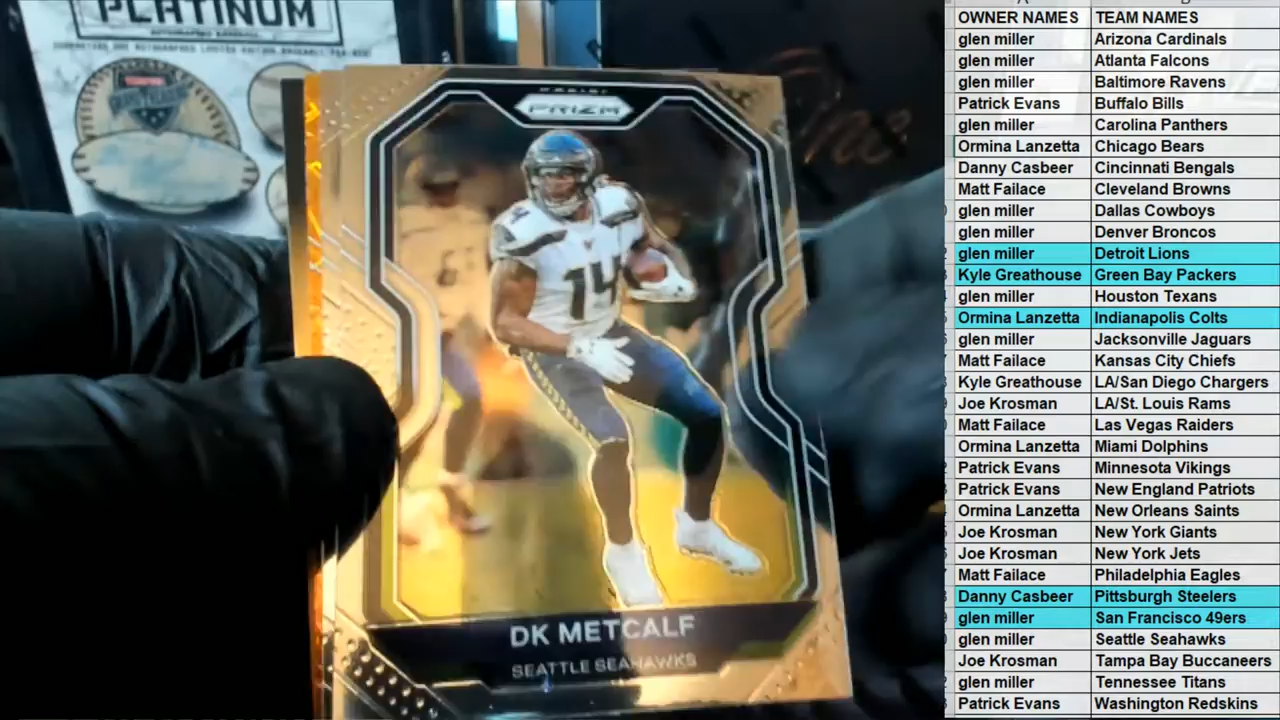 PLATINUM
PANINI
PRIZM
14
DK METCALF
SEATTLE SEAHAWKS
OWNER NAMES TEAM NAMES
glen miller Arizona Cardinals
glen miller Atlanta Falcons
glen miller Baltimore Ravens
Patrick Evans Buffalo Bills
glen miller Carolina Panthers
Ormina Lanzetta Chicago Bears
Danny Casbeer Cincinnati Bengals
Matt Failace Cleveland Browns
glen miller Dallas Cowboys
glen miller Denver Broncos
glen miller Detroit Lions
Kyle Greathouse Green Bay Packers
glen miller Houston Texans
Ormina Lanzetta Indianapolis Colts
glen miller Jacksonville Jaguars
Matt Failace Kansas City Chiefs
Kyle Greathouse LA/San Diego Chargers
Joe Krosman LA/St. Louis Rams
Matt Failace Las Vegas Raiders
Ormina Lanzetta Miami Dolphins
Patrick Evans Minnesota Vikings
Patrick Evans New England Patriots
Ormina Lanzetta New Orleans Saints
Joe Krosman New York Giants
Joe Krosman New York Jets
Matt Failace Philadelphia Eagles
Danny Casbeer Pittsburgh Steelers
glen miller San Francisco 49ers
glen miller Seattle Seahawks
Joe Krosman Tampa Bay Buccaneers
glen miller Tennessee Titans
Patrick Evans Washington Redskins